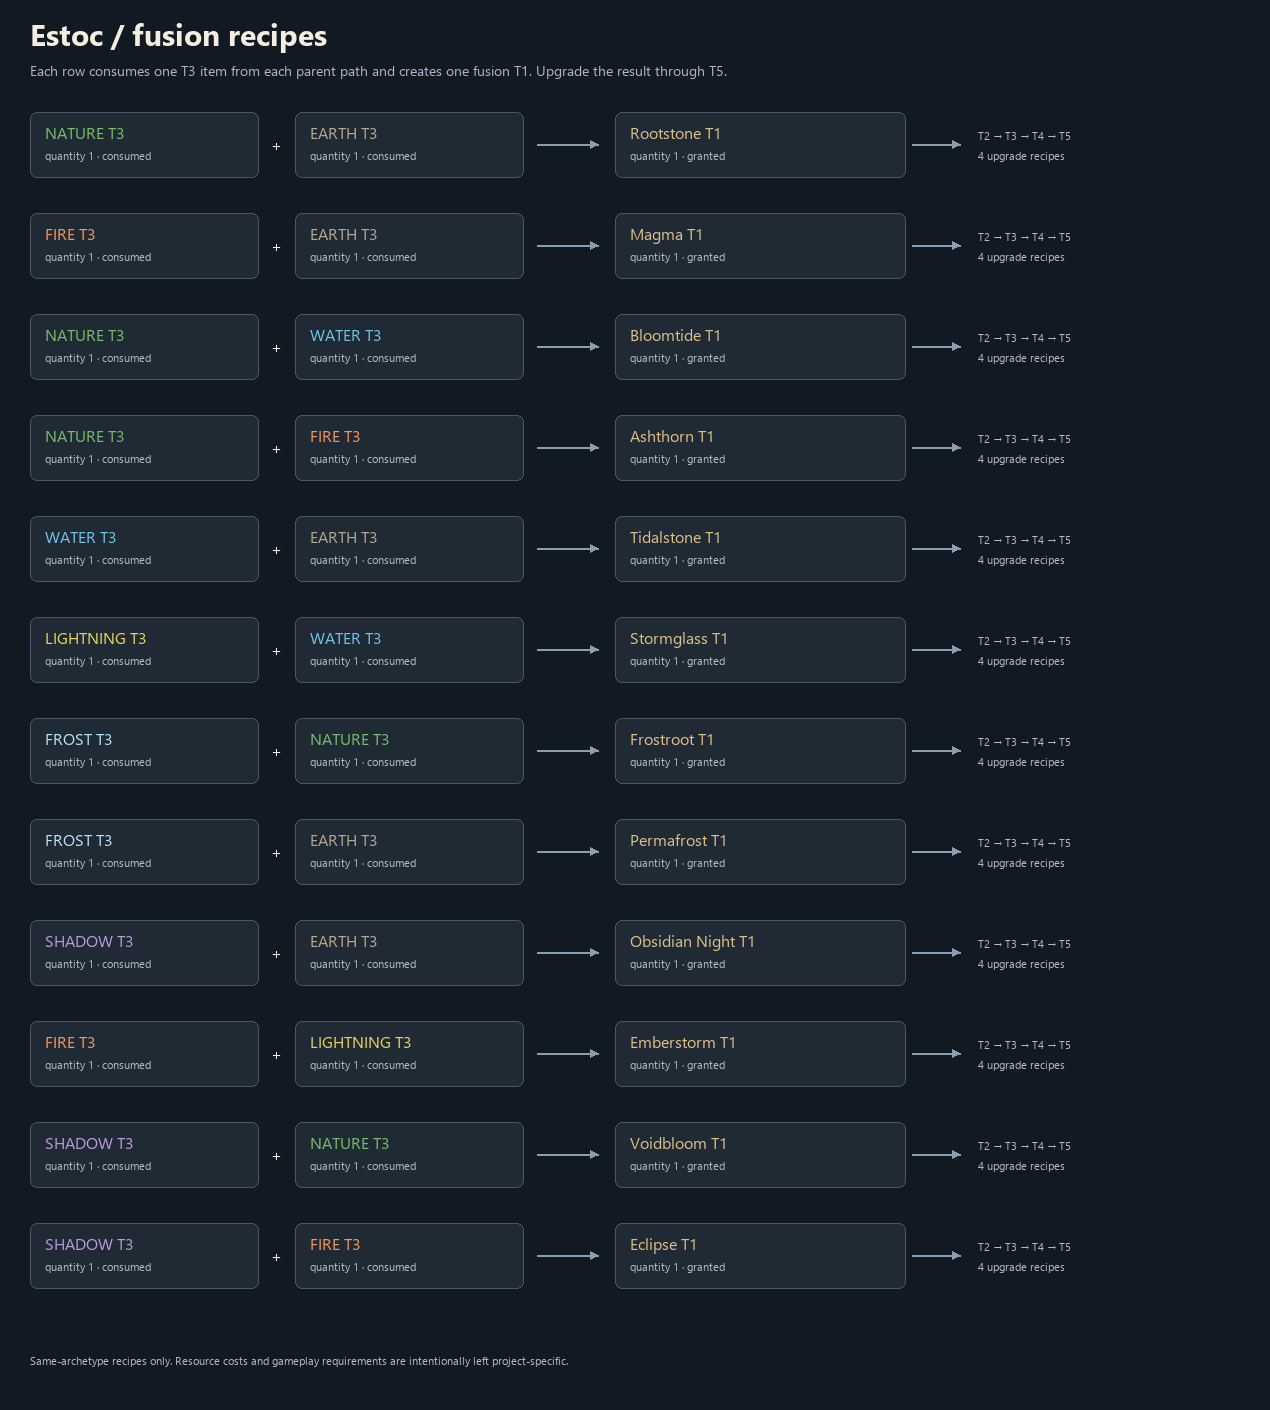 Estoc / fusion recipes
Each row consumes one T3 item from each parent path and creates one fusion T1. Upgrade the result through T5.
NATURE T3
quantity 1 · consumed
+
EARTH T3
quantity 1 · consumed
Rootstone T1
quantity 1 · granted
T2 → T3 → T4 → T5
4 upgrade recipes
FIRE T3
quantity 1 · consumed
+
EARTH T3
quantity 1 · consumed
Magma T1
quantity 1 · granted
T2 → T3 → T4 → T5
4 upgrade recipes
NATURE T3
quantity 1 · consumed
+
WATER T3
quantity 1 · consumed
Bloomtide T1
quantity 1 · granted
T2 → T3 → T4 → T5
4 upgrade recipes
NATURE T3
quantity 1 · consumed
+
FIRE T3
quantity 1 · consumed
Ashthorn T1
quantity 1 · granted
T2 → T3 → T4 → T5
4 upgrade recipes
WATER T3
quantity 1 · consumed
+
EARTH T3
quantity 1 · consumed
Tidalstone T1
quantity 1 · granted
T2 → T3 → T4 → T5
4 upgrade recipes
LIGHTNING T3
quantity 1 · consumed
+
WATER T3
quantity 1 · consumed
Stormglass T1
quantity 1 · granted
T2 → T3 → T4 → T5
4 upgrade recipes
FROST T3
quantity 1 · consumed
+
NATURE T3
quantity 1 · consumed
Frostroot T1
quantity 1 · granted
T2 → T3 → T4 → T5
4 upgrade recipes
FROST T3
quantity 1 · consumed
+
EARTH T3
quantity 1 · consumed
Permafrost T1
quantity 1 · granted
T2 → T3 → T4 → T5
4 upgrade recipes
SHADOW T3
quantity 1 · consumed
+
EARTH T3
quantity 1 · consumed
Obsidian Night T1
quantity 1 · granted
T2 → T3 → T4 → T5
4 upgrade recipes
FIRE T3
quantity 1 · consumed
+
LIGHTNING T3
quantity 1 · consumed
Emberstorm T1
quantity 1 · granted
T2 → T3 → T4 → T5
4 upgrade recipes
SHADOW T3
quantity 1 · consumed
+
NATURE T3
quantity 1 · consumed
Voidbloom T1
quantity 1 · granted
T2 → T3 → T4 → T5
4 upgrade recipes
SHADOW T3
quantity 1 · consumed
+
FIRE T3
quantity 1 · consumed
Eclipse T1
quantity 1 · granted
T2 → T3 → T4 → T5
4 upgrade recipes
Same-archetype recipes only. Resource costs and gameplay requirements are intentionally left project-specific.